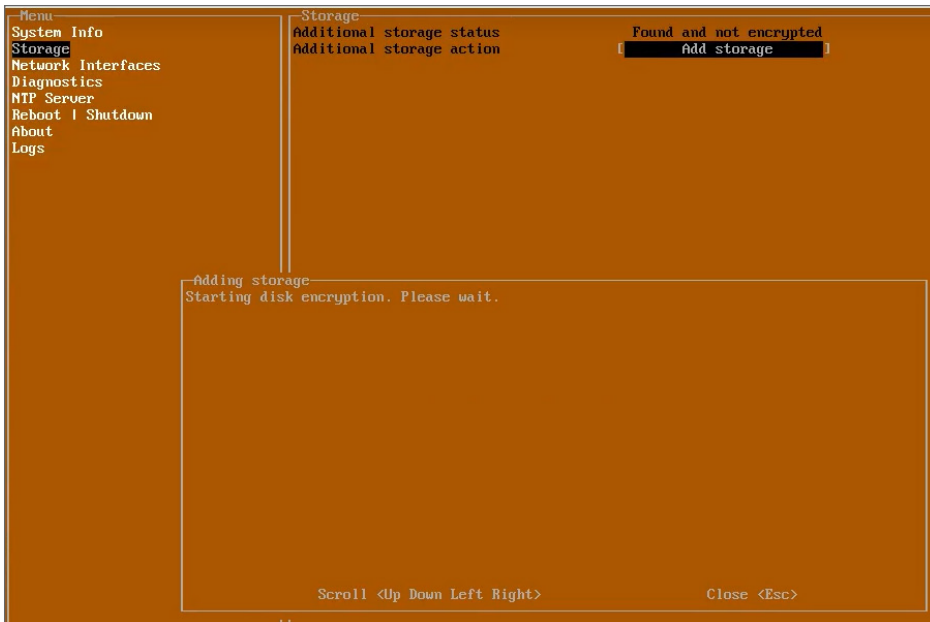 Menu
System Info
Storage
Network Interfaces
Diagnostics
NTP Server
Reboot | Shutdown
About
Logs
Storage
Additional storage status Found and not encrypted
Additional storage action [ Add storage ]
Adding storage
Starting disk encryption. Please wait.
Scroll <Up Down Left Right> Close <Esc>